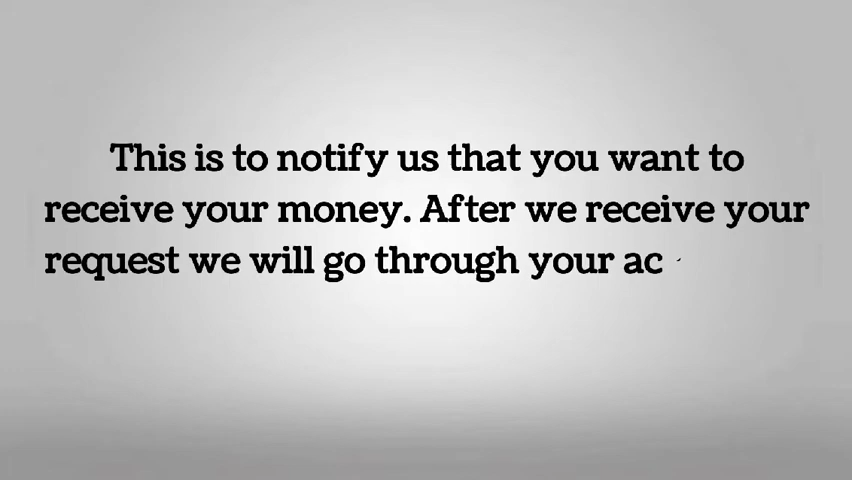 This is to notify us that you want to
receive your money. After we receive your
request we will go through your ac